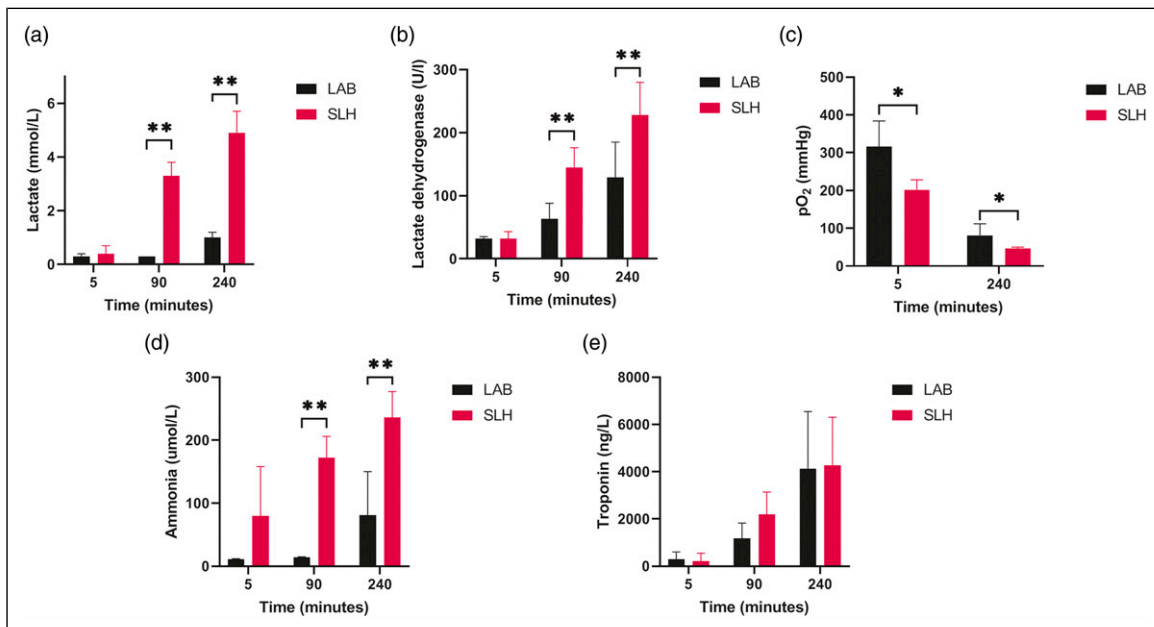 (a)
Lactate (mmol/L)
6
4
2
0
**
**
5 90 240
Time (minutes)
LAB
SLH
(b)
Lactate dehydrogenase (U/l)
300
200
100
0
**
**
5 90 240
Time (minutes)
LAB
SLH
(c)
pO₂ (mmHg)
500
400
300
200
100
0
*
*
5 240
Time (minutes)
LAB
SLH
(d)
Ammonia (umol/L)
300
200
100
0
**
**
5 90 240
Time (minutes)
LAB
SLH
(e)
Troponin (ng/L)
8000
6000
4000
2000
0
5 90 240
Time (minutes)
LAB
SLH